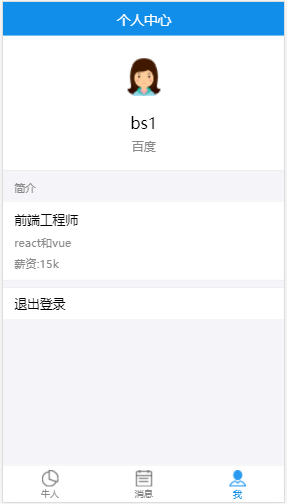 个人中心
bs1
百度
简介
前端工程师
react和vue
薪资:15k
退出登录
牛人
消息
我